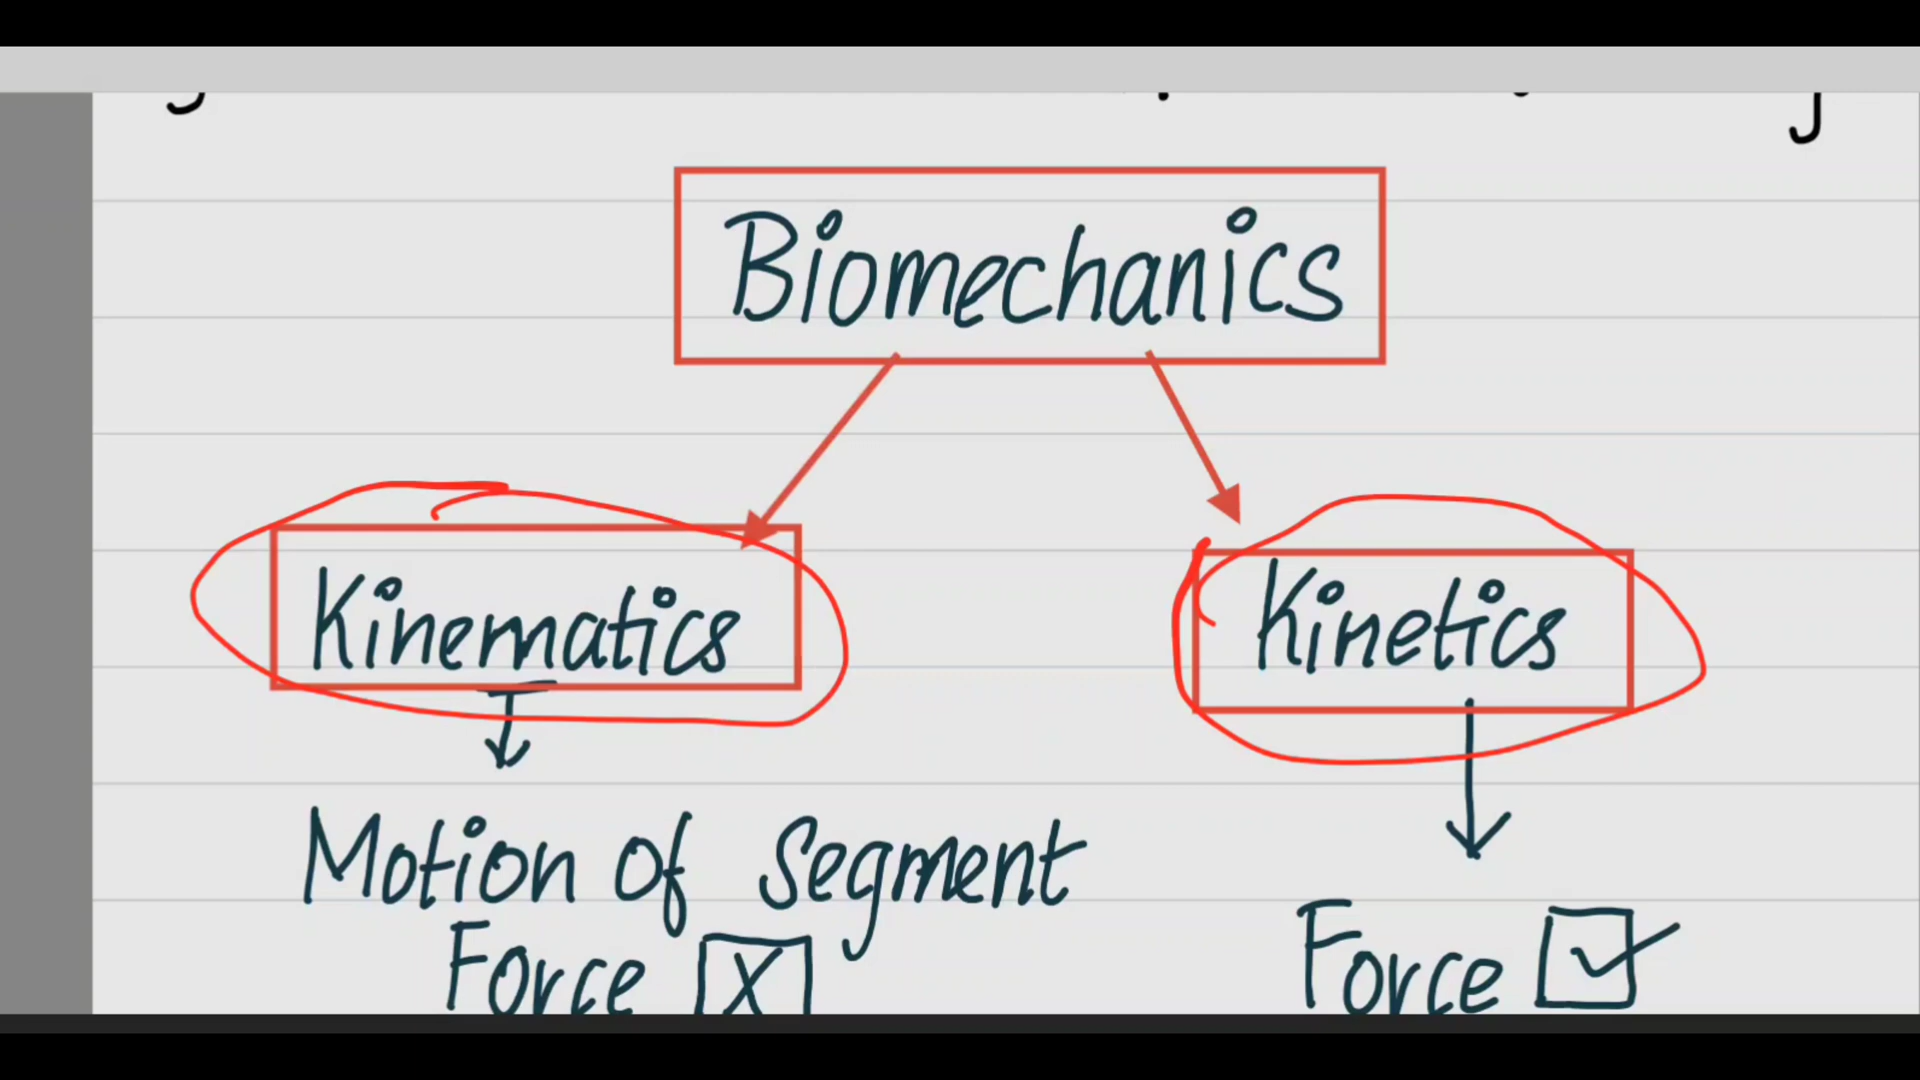 Biomechanics
Kinematics
Kinetics
Motion of Segment
Force X
Force ✓